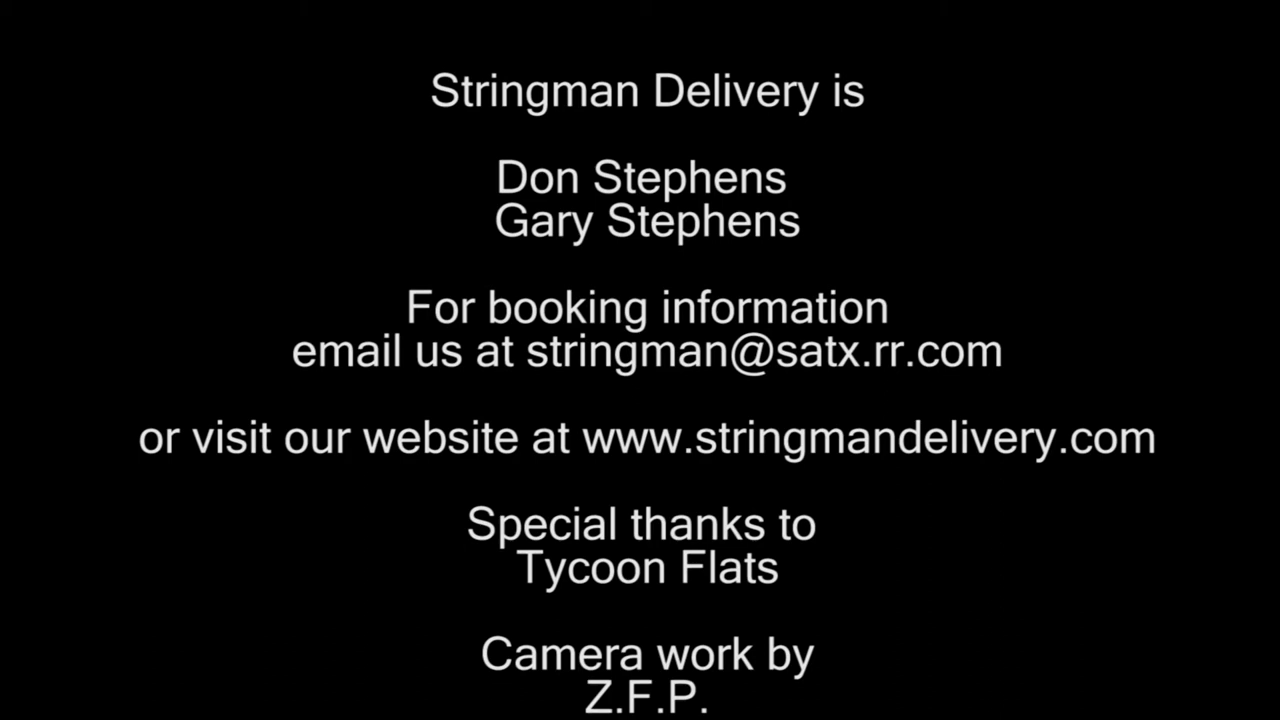 Stringman Delivery is
Don Stephens
Gary Stephens
For booking information
email us at stringman@satx.rr.com
or visit our website at www.stringmandelivery.com
Special thanks to
Tycoon Flats
Camera work by
Z.F.P.